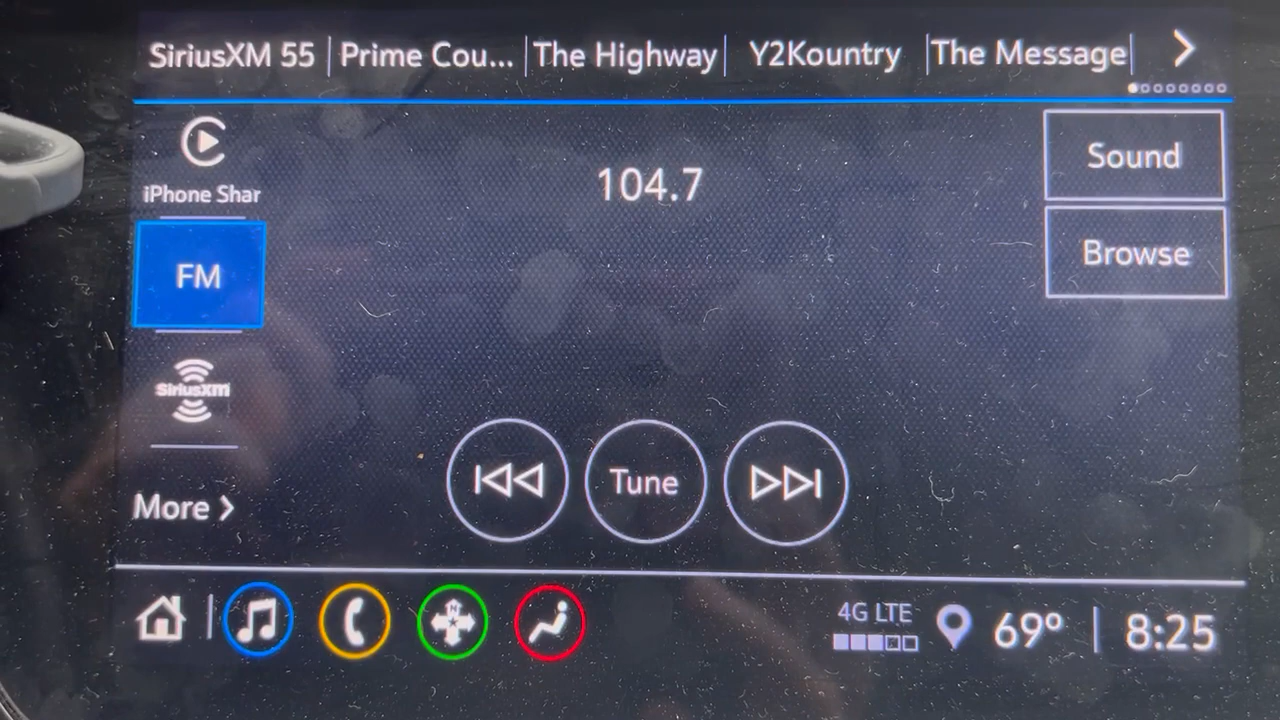 SiriusXM 55 | Prime Cou... | The Highway | Y2Kountry | The Message |
iPhone Shar
104.7
Sound
FM
Browse
SiriusXM
Tune
More
4G LTE
69° | 8:25
N